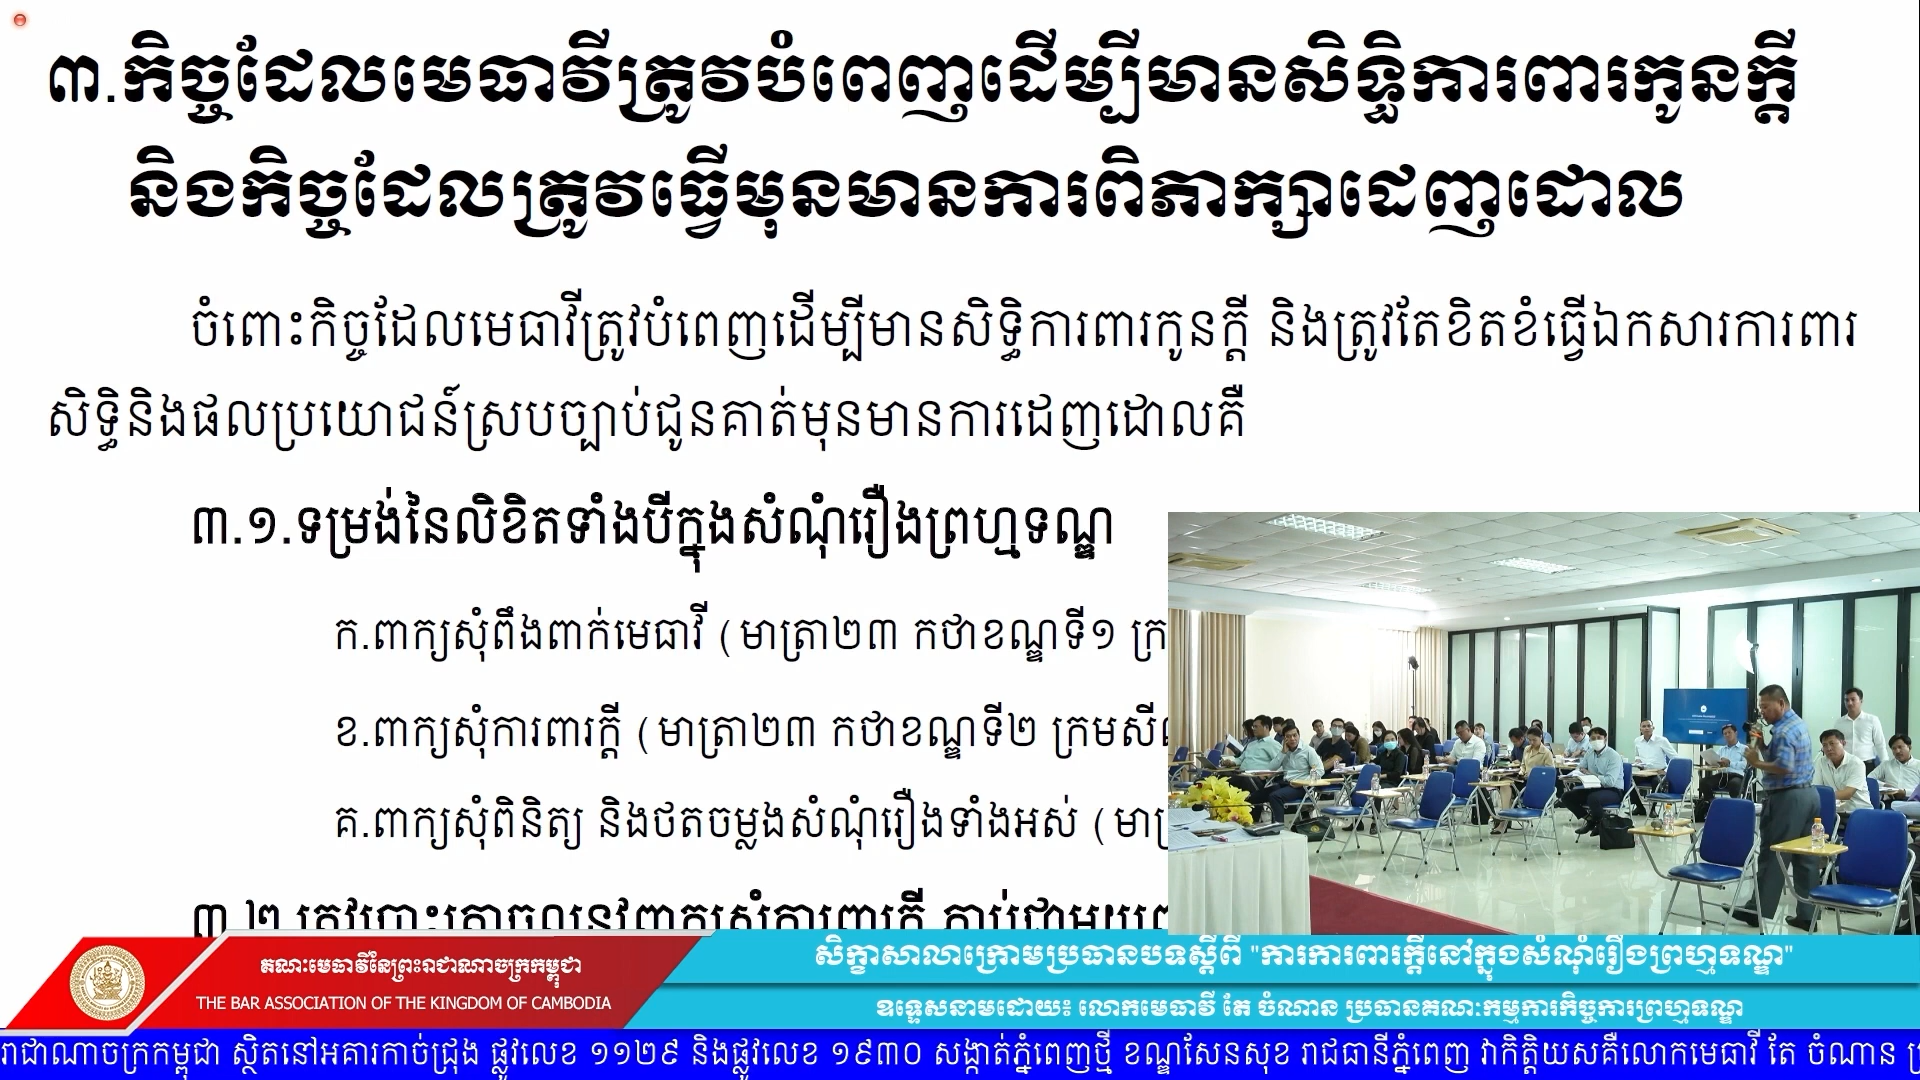 ៣.កិច្ចដែលមេធាវីត្រូវបំពេញដើម្បីមានសិទ្ធិការពារកូនក្តី
និងកិច្ចដែលត្រូវធ្វើមុនមានការពិភាក្សាដេញដោល
ចំពោះកិច្ចដែលមេធាវីត្រូវបំពេញដើម្បីមានសិទ្ធិការពារកូនក្តី និងត្រូវតែខិតខំធ្វើឯកសារការពារ
សិទ្ធិនិងផលប្រយោជន៍ស្របច្បាប់ជូនគាត់មុនមានការដេញដោលគឺ
៣.១.ទម្រង់នៃលិខិតទាំងបីក្នុងសំណុំរឿងព្រហ្មទណ្ឌ
ក.ពាក្យសុំពឹងពាក់មេធាវី (មាត្រា២៣ កថាខណ្ឌទី១
ខ.ពាក្យសុំការពារក្តី (មាត្រា២៣ កថាខណ្ឌទី២ ក្រមសី
គ.ពាក្យសុំពិនិត្យ និងថតចម្លងសំណុំរឿងទាំងអស់
គណៈមេធាវីនៃព្រះរាជាណាចក្រកម្ពុជា
THE BAR ASSOCIATION OF THE KINGDOM OF CAMBODIA
សិក្ខាសាលាក្រោមប្រធានបទស្តីពី "ការការពារក្តីនៅក្នុងសំណុំរឿងព្រហ្មទណ្ឌ"
ឧទ្ទេសនាមដោយ៖ លោកមេធាវី តែ ចំណាន ប្រធានគណៈកម្មការកិច្ចការព្រហ្មទណ្ឌ
រាជាណាចក្រកម្ពុជា ស្ថិតនៅអគារកាច់ជ្រុង ផ្លូវលេខ ១១២៩ និងផ្លូវលេខ ១៩៣០ សង្កាត់ភ្នំពេញថ្មី ខណ្ឌសែនសុខ រាជធានីភ្នំពេញ វាគ្មិត្តិយសគឺលោកមេធាវី តែ ចំណាន